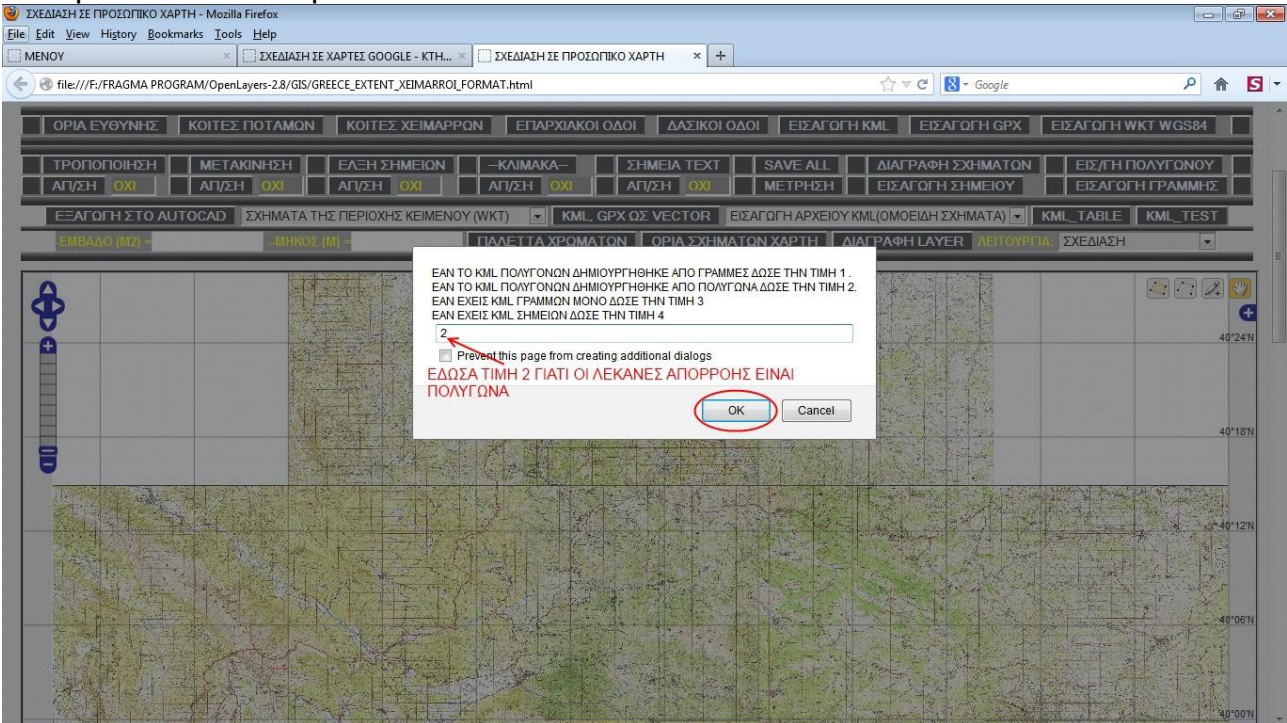 ΣΧΕΔΙΑΣΗ ΣΕ ΠΡΟΣΩΠΙΚΟ ΧΑΡΤΗ - Mozilla Firefox
File Edit View History Bookmarks Tools Help
ΜΕΝΟΥ ΣΧΕΔΙΑΣΗ ΣΕ ΧΑΡΤΕΣ GOOGLE - ΚΤΗ... ΣΧΕΔΙΑΣΗ ΣΕ ΠΡΟΣΩΠΙΚΟ ΧΑΡΤΗ
file:///F:/FRAGMA PROGRAM/OpenLayers-2.8/GIS/GREECE_EXTENT_XEIMARROI_FORMAT.html Google
ΟΡΙΑ ΕΥΘΥΝΗΣ ΚΟΙΤΕΣ ΠΟΤΑΜΩΝ ΚΟΙΤΕΣ ΧΕΙΜΑΡΡΩΝ ΕΠΑΡΧΙΑΚΟΙ ΟΔΟΙ ΔΑΣΙΚΟΙ ΟΔΟΙ ΕΙΣΑΓΩΓΗ KML ΕΙΣΑΓΩΓΗ GPX ΕΙΣΑΓΩΓΗ WKT WGS84
ΤΡΟΠΟΠΟΙΗΣΗ ΜΕΤΑΚΙΝΗΣΗ ΕΛΞΗ ΣΗΜΕΙΩΝ --ΚΛΙΜΑΚΑ-- ΣΗΜΕΙΑ TEXT SAVE ALL ΔΙΑΓΡΑΦΗ ΣΧΗΜΑΤΩΝ ΕΙΣ/ΓΗ ΠΟΛΥΓΩΝΟΥ
ΑΠ/ΣΗ ΟΧΙ ΑΠ/ΣΗ ΟΧΙ ΑΠ/ΣΗ ΟΧΙ ΑΠ/ΣΗ ΟΧΙ ΑΠ/ΣΗ ΟΧΙ ΜΕΤΡΗΣΗ ΕΙΣΑΓΩΓΗ ΣΗΜΕΙΟΥ ΕΙΣΑΓΩΓΗ ΓΡΑΜΜΗΣ
ΕΞΑΓΩΓΗ ΣΤΟ AUTOCAD ΣΧΗΜΑΤΑ ΤΗΣ ΠΕΡΙΟΧΗΣ ΚΕΙΜΕΝΟΥ (WKT) KML, GPX ΩΣ VECTOR ΕΙΣΑΓΩΓΗ ΑΡΧΕΙΟΥ KML(ΟΜΟΕΙΔΗ ΣΧΗΜΑΤΑ) KML_TABLE KML_TEST
-ΕΜΒΑΔΟ (M2) = --ΜΗΚΟΣ (M) = ΠΑΛΕΤΤΑ ΧΡΩΜΑΤΩΝ ΟΡΙΑ ΣΧΗΜΑΤΩΝ ΧΑΡΤΗ ΔΙΑΓΡΑΦΗ LAYER ΛΕΙΤΟΥΡΓΙΑ: ΣΧΕΔΙΑΣΗ
ΕΑΝ ΤΟ KML ΠΟΛΥΓΟΝΩΝ ΔΗΜΙΟΥΡΓΗΘΗΚΕ ΑΠΟ ΓΡΑΜΜΕΣ ΔΩΣΕ ΤΗΝ ΤΙΜΗ 1 .
ΕΑΝ ΤΟ KML ΠΟΛΥΓΟΝΩΝ ΔΗΜΙΟΥΡΓΗΘΗΚΕ ΑΠΟ ΠΟΛΥΓΩΝΑ ΔΩΣΕ ΤΗΝ ΤΙΜΗ 2.
ΕΑΝ ΕΧΕΙΣ KML ΓΡΑΜΜΩΝ ΜΟΝΟ ΔΩΣΕ ΤΗΝ ΤΙΜΗ 3
ΕΑΝ ΕΧΕΙΣ KML ΣΗΜΕΙΩΝ ΔΩΣΕ ΤΗΝ ΤΙΜΗ 4
2
Prevent this page from creating additional dialogs
ΕΔΩΣΑ ΤΙΜΗ 2 ΓΙΑΤΙ ΟΙ ΛΕΚΑΝΕΣ ΑΠΟΡΡΟΗΣ ΕΙΝΑΙ
ΠΟΛΥΓΩΝΑ
OK Cancel
40°24'N
40°18'N
40°12'N
40°06'N
40°00'N